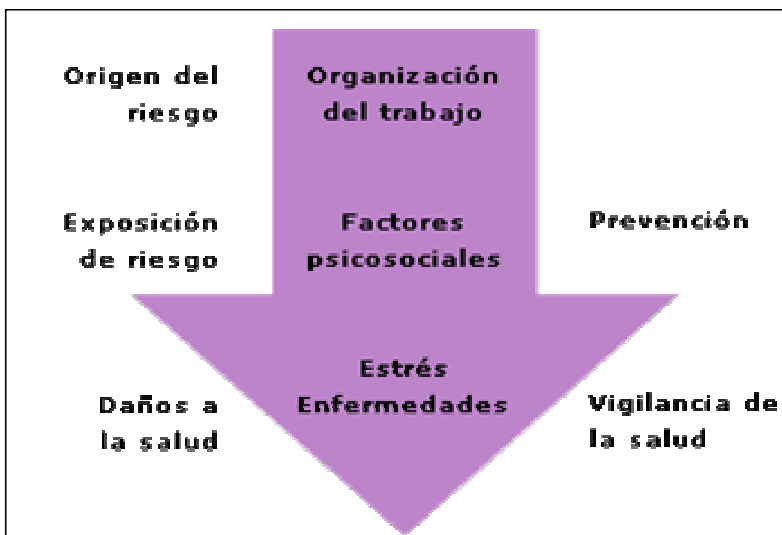 Origen del
riesgo
Organización
del trabajo
Exposición
de riesgo
Factores
psicosociales
Prevención
Daños a
la salud
Estrés
Enfermedades
Vigilancia de
la salud